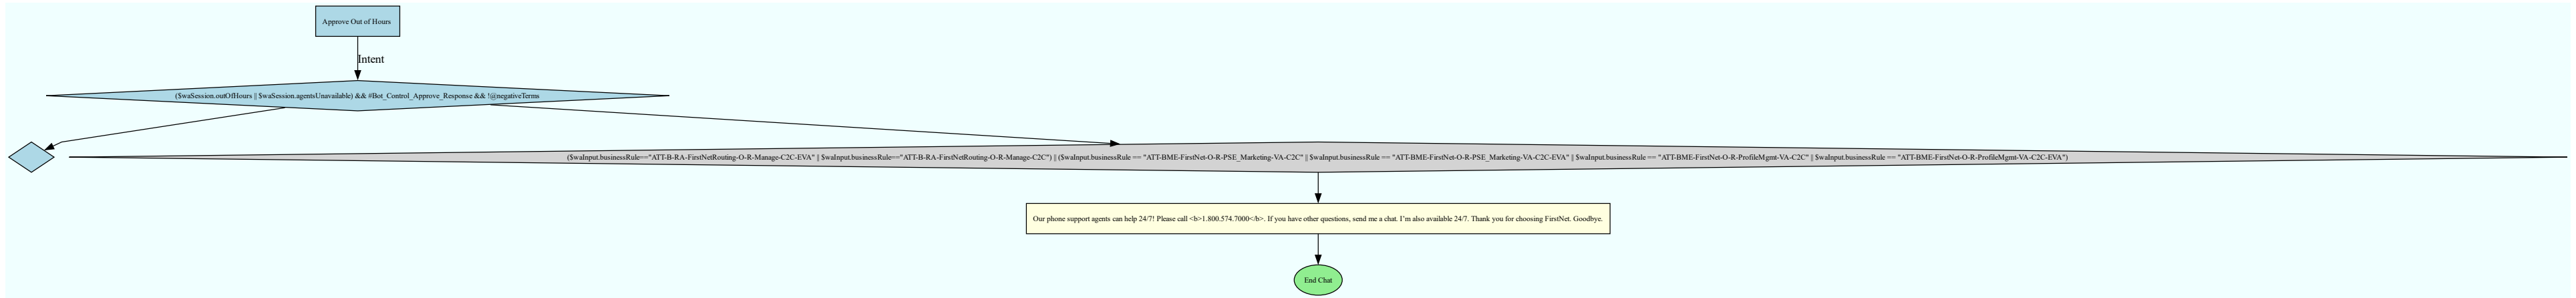 Approve Out of Hours
Intent
($waSession.outOfHours || $waSession.agentsUnavailable) && #Bot_Control_Approve_Response && !@negativeTerms
($waInput.businessRule=="ATT-B-RA-FirstNetRouting-O-R-Manage-C2C-EVA" || $waInput.businessRule=="ATT-B-RA-FirstNetRouting-O-R-Manage-C2C") || ($waInput.businessRule == "ATT-BME-FirstNet-O-R-PSE_Marketing-VA-C2C" || $waInput.businessRule == "ATT-BME-FirstNet-O-R-PSE_Marketing-VA-C2C-EVA" || $waInput.businessRule == "ATT-BME-FirstNet-O-R-ProfileMgmt-VA-C2C" || $waInput.businessRule == "ATT-BME-FirstNet-O-R-ProfileMgmt-VA-C2C-EVA")
Our phone support agents can help 24/7! Please call <b>1.800.574.7000</b>. If you have other questions, send me a chat. I’m also available 24/7. Thank you for choosing FirstNet. Goodbye.
End Chat